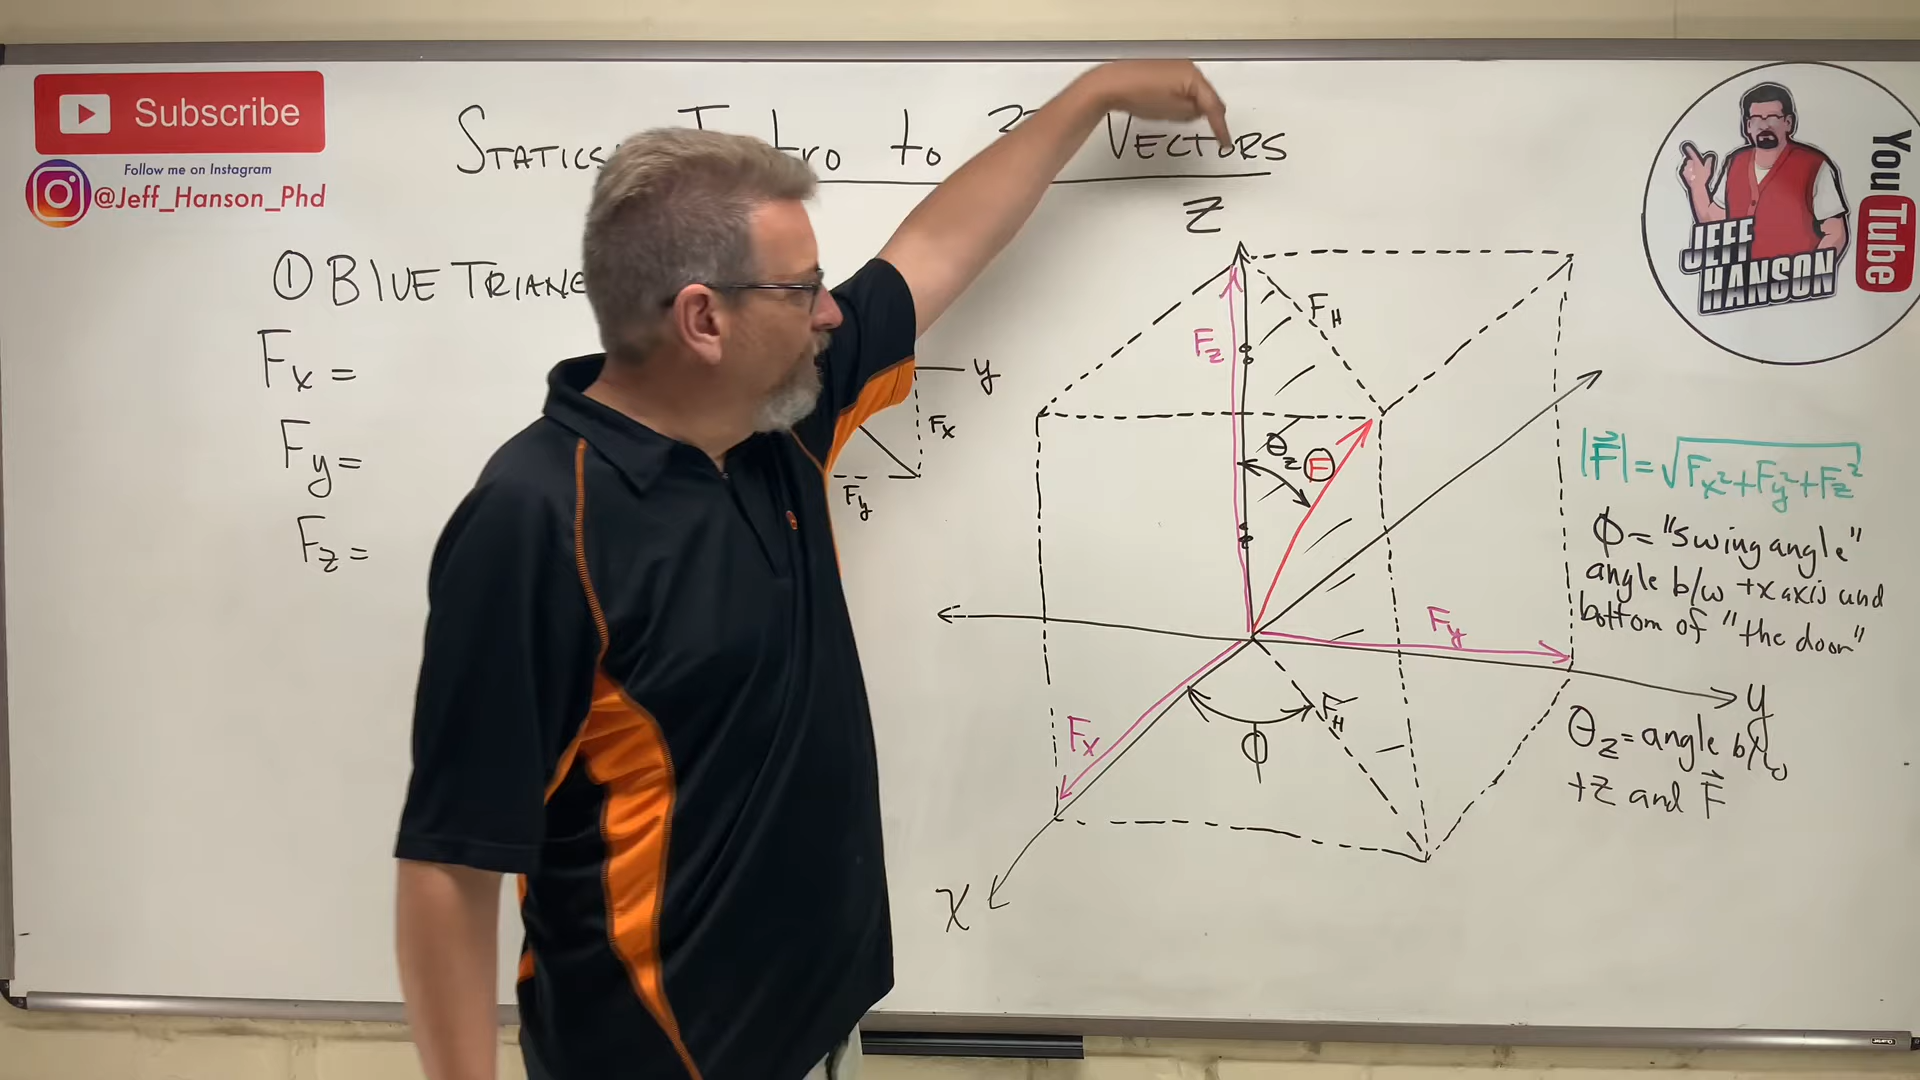 Subscribe
Follow me on Instagram
@Jeff_Hanson_Phd
STATICS to VECTORS
① BLUE
Fx =
Fy =
Fz =
y
Fx
Fy
Z
FH
Fz
θz
F
Fy
y
Fx
FH
ϕ
X
|F⃗| = √Fx²+Fy²+Fz²
ϕ = "swing angle"
angle b/w +x axis and
bottom of "the door"
θz = angle b/w
+z and F⃗
JEFF
HANSON
YouTube